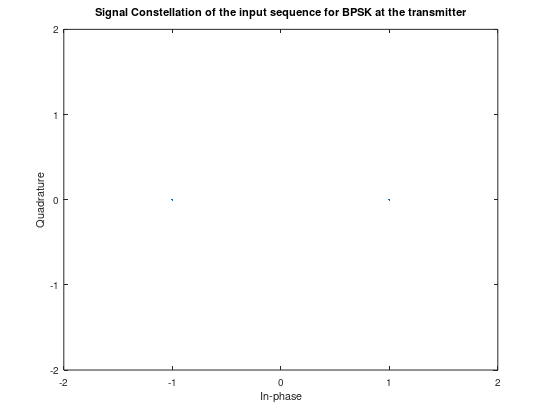 Signal Constellation of the input sequence for BPSK at the transmitter
2
1
0
-1
-2
Quadrature
-2 -1 0 1 2
In-phase